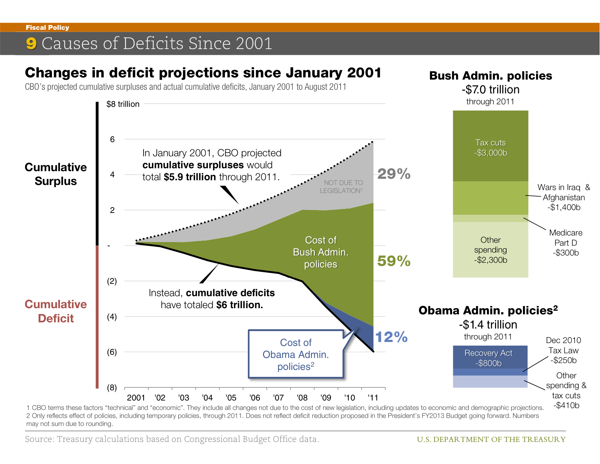 Fiscal Policy
9 Causes of Deficits Since 2001
Changes in deficit projections since January 2001
CBO's projected cumulative surpluses and actual cumulative deficits, January 2001 to August 2011
$8 trillion
6
4
2
-
(2)
(4)
(6)
(8)
Cumulative
Surplus
Cumulative
Deficit
In January 2001, CBO projected
cumulative surpluses would
total $5.9 trillion through 2011.
NOT DUE TO
LEGISLATION¹
29%
Cost of
Bush Admin.
policies
59%
Instead, cumulative deficits
have totaled $6 trillion.
12%
Cost of
Obama Admin.
policies²
2001 '02 '03 '04 '05 '06 '07 '08 '09 '10 '11
Bush Admin. policies
-$7.0 trillion
through 2011
Tax cuts
-$3,000b
Wars in Iraq &
Afghanistan
-$1,400b
Medicare
Part D
-$300b
Other
spending
-$2,300b
Obama Admin. policies²
-$1.4 trillion
through 2011
Recovery Act
-$800b
Dec 2010
Tax Law
-$250b
Other
spending &
tax cuts
-$410b
1 CBO terms these factors "technical" and "economic". They include all changes not due to the cost of new legislation, including updates to economic and demographic projections.
2 Only reflects effect of policies, including temporary policies, through 2011. Does not reflect deficit reduction proposed in the President's FY2013 Budget going forward. Numbers
may not sum due to rounding.
Source: Treasury calculations based on Congressional Budget Office data.
U.S. DEPARTMENT OF THE TREASURY